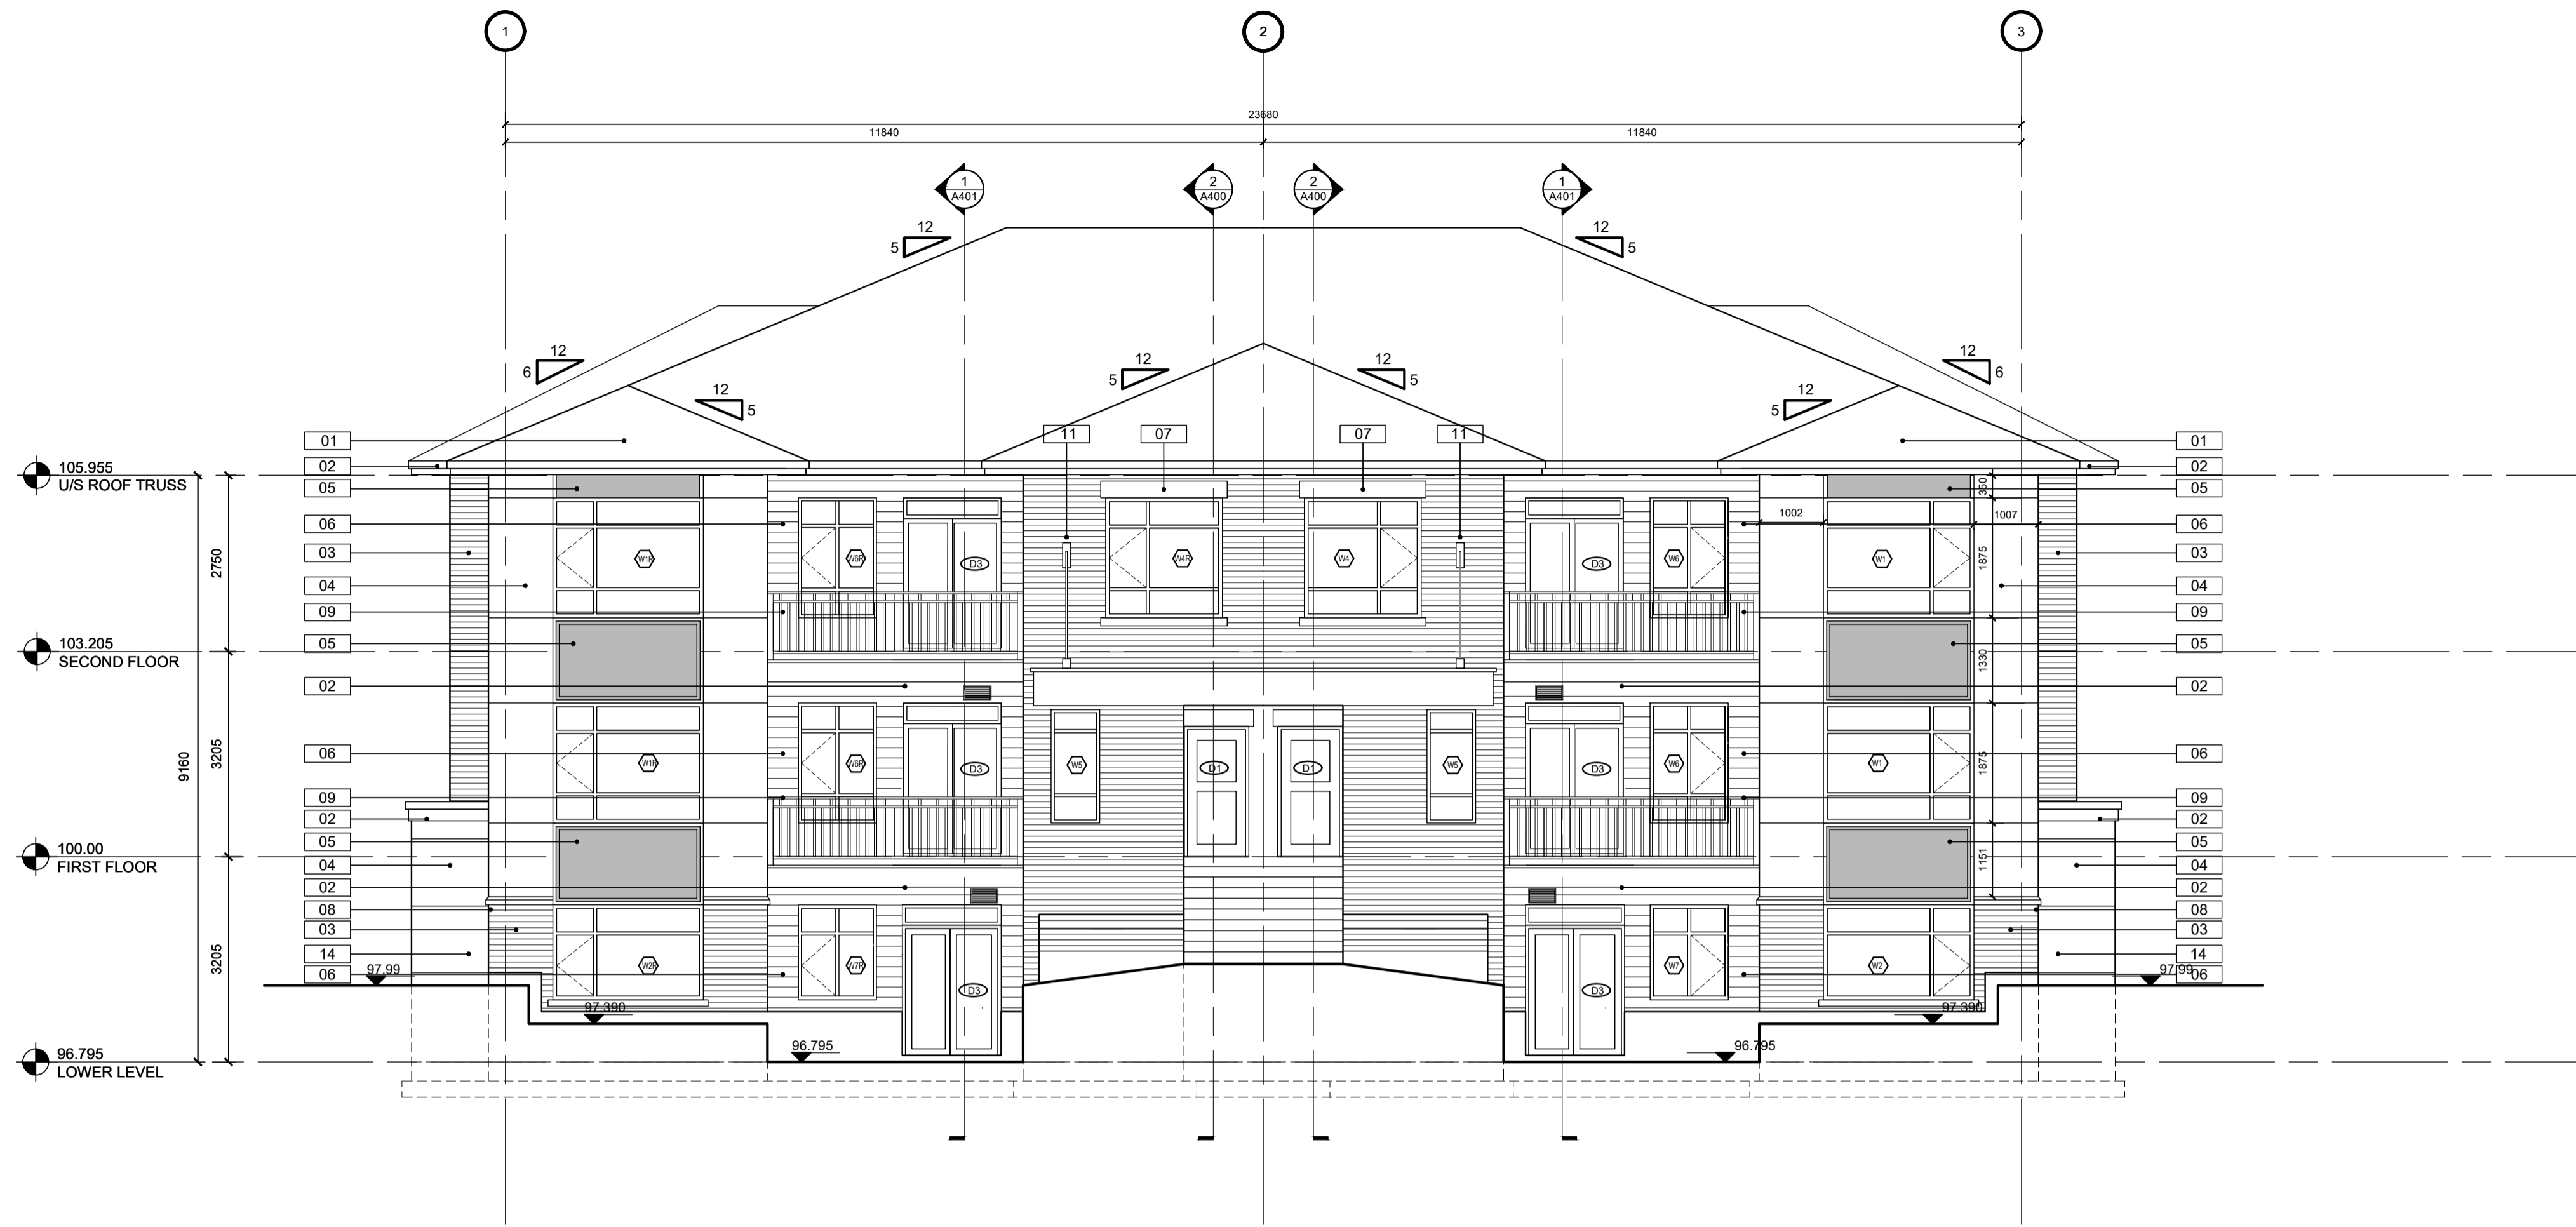 1
2
3
23680
11840
11840
1
A401
2
A400
2
A400
1
A401
12
5
12
5
12
6
12
5
12
5
12
5
12
5
12
6
01
11
07
07
11
01
105.955
U/S ROOF TRUSS
02
02
05
350
05
1002
1007
06
06
03
W1R
W6R
D3
W4R
W4
D3
W6
W1
1875
03
2750
04
04
09
09
103.205
SECOND FLOOR
05
1330
05
02
02
9160
3205
06
W1R
W6R
D3
W5
D1
D1
W5
D3
W6
W1
1875
06
09
09
02
02
100.00
FIRST FLOOR
05
1151
05
04
04
02
02
08
08
03
03
3205
14
W2R
W7R
D3
D3
W7
W2
14
06
97.99
97.99
06
97.390
97.390
96.795
LOWER LEVEL
96.795
96.795